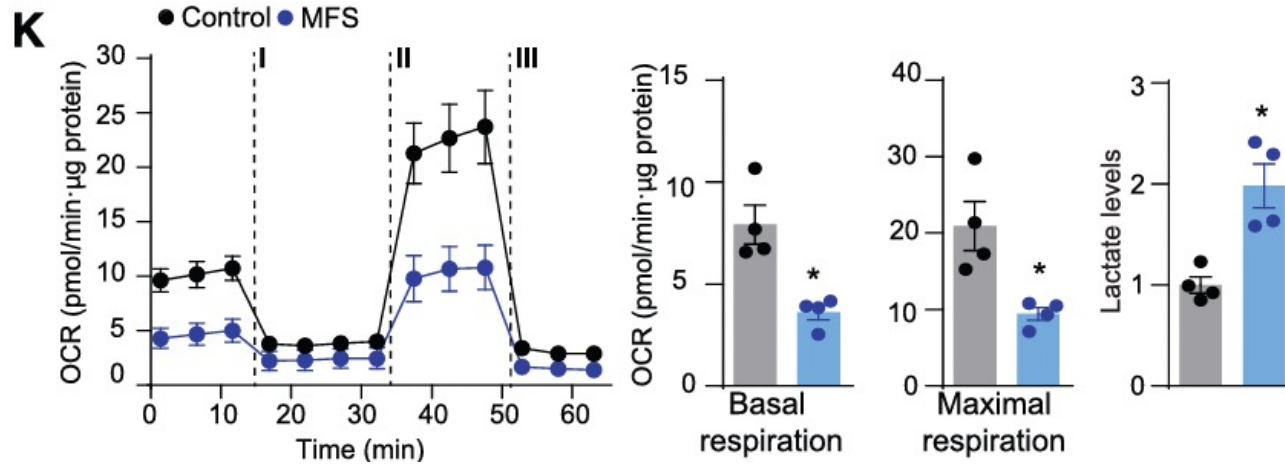 K
Control MFS
I II III
OCR (pmol/min·µg protein)
30
25
20
15
10
5
0
0 10 20 30 40 50 60
Time (min)
OCR (pmol/min·µg protein)
15
10
5
0
*
Basal
respiration
40
30
20
10
0
*
Maximal
respiration
Lactate levels
3
2
1
0
*